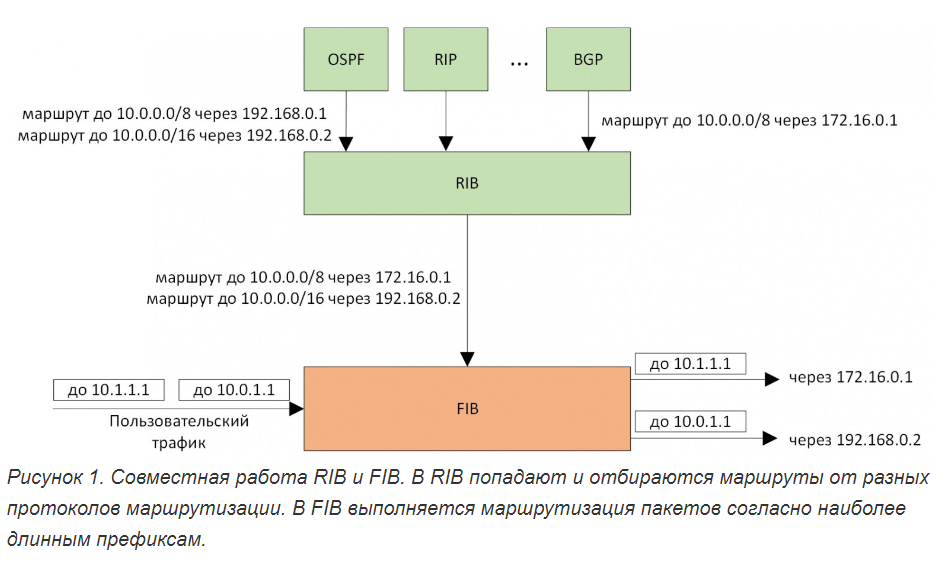 OSPF
RIP
...
BGP
маршрут до 10.0.0.0/8 через 192.168.0.1
маршрут до 10.0.0.0/16 через 192.168.0.2
маршрут до 10.0.0.0/8 через 172.16.0.1
RIB
маршрут до 10.0.0.0/8 через 172.16.0.1
маршрут до 10.0.0.0/16 через 192.168.0.2
до 10.1.1.1
до 10.0.1.1
Пользовательский
трафик
FIB
до 10.1.1.1
через 172.16.0.1
до 10.0.1.1
через 192.168.0.2
Рисунок 1. Совместная работа RIB и FIB. В RIB попадают и отбираются маршруты от разных
протоколов маршрутизации. В FIB выполняется маршрутизация пакетов согласно наиболее
длинным префиксам.